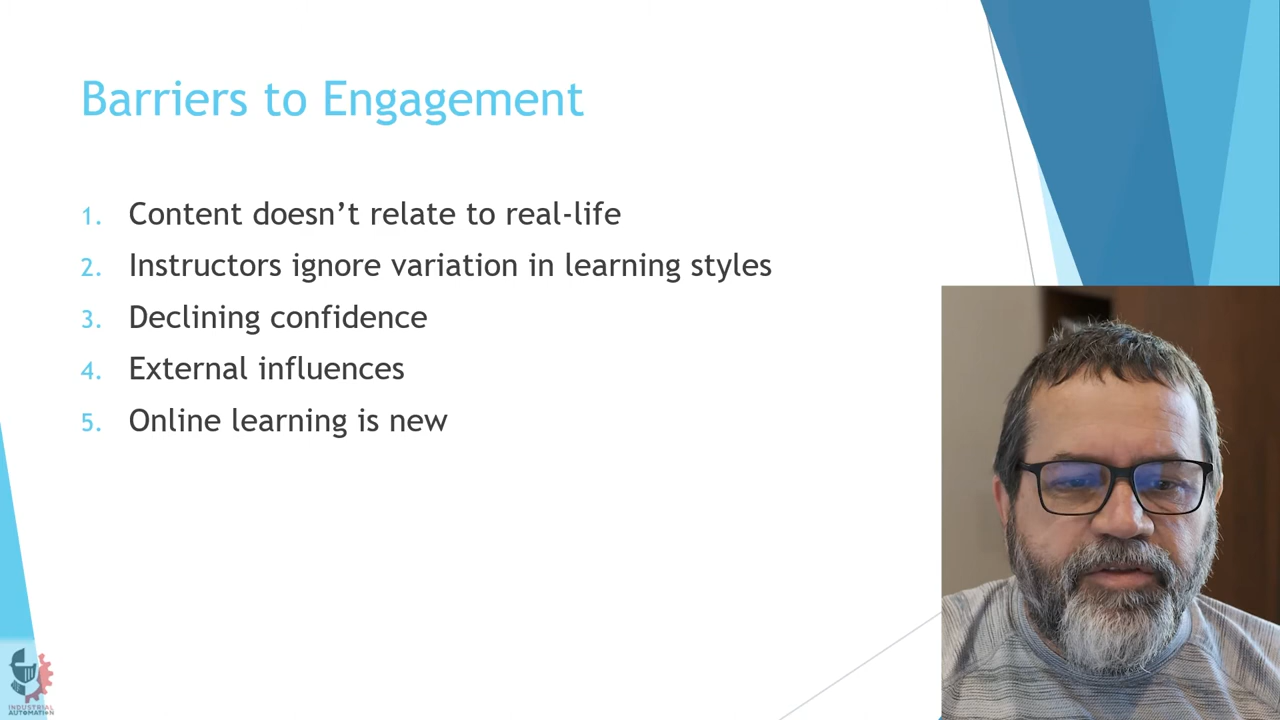 Barriers to Engagement
1. Content doesn’t relate to real-life
2. Instructors ignore variation in learning styles
3. Declining confidence
4. External influences
5. Online learning is new
INDUSTRIAL
AUTOMATION